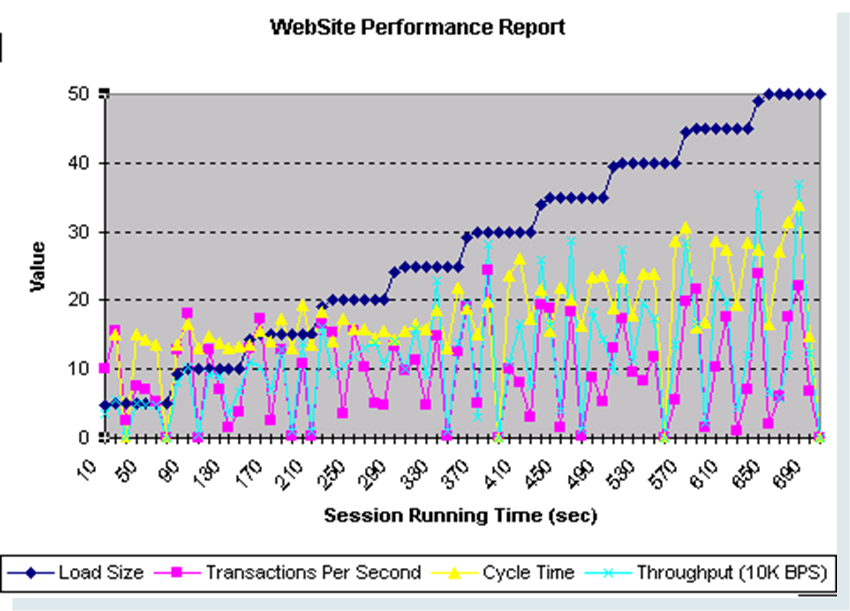 WebSite Performance Report
50
40
30
20
10
0
Value
10 50 90 130 170 210 250 290 330 370 410 450 490 530 570 610 650 690
Session Running Time (sec)
Load Size Transactions Per Second Cycle Time Throughput (10K BPS)